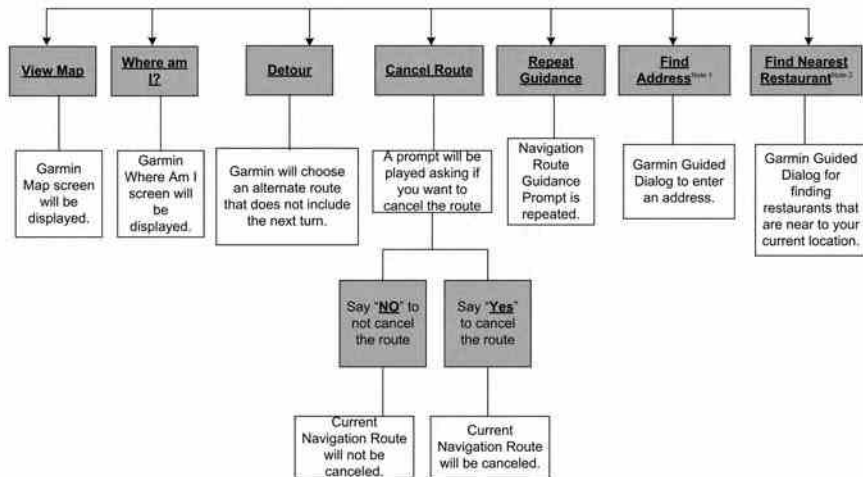 View Map
Where am
I?
Detour
Cancel Route
Repeat
Guidance
Find
Address Note 1
Find Nearest
Restaurant Note 2
Garmin
Map screen
will be
displayed.
Garmin
Where Am I
screen will
be
displayed.
Garmin will choose
an alternate route
that does not include
the next turn.
A prompt will be
played asking if
you want to
cancel the route
Navigation
Route
Guidance
Prompt is
repeated.
Garmin Guided
Dialog to enter
an address.
Garmin Guided
Dialog for
finding
restaurants that
are near to your
current location.
Say “NO” to
not cancel
the route
Say “Yes”
to cancel
the route
Current
Navigation Route
will not be
canceled.
Current
Navigation Route
will be canceled.